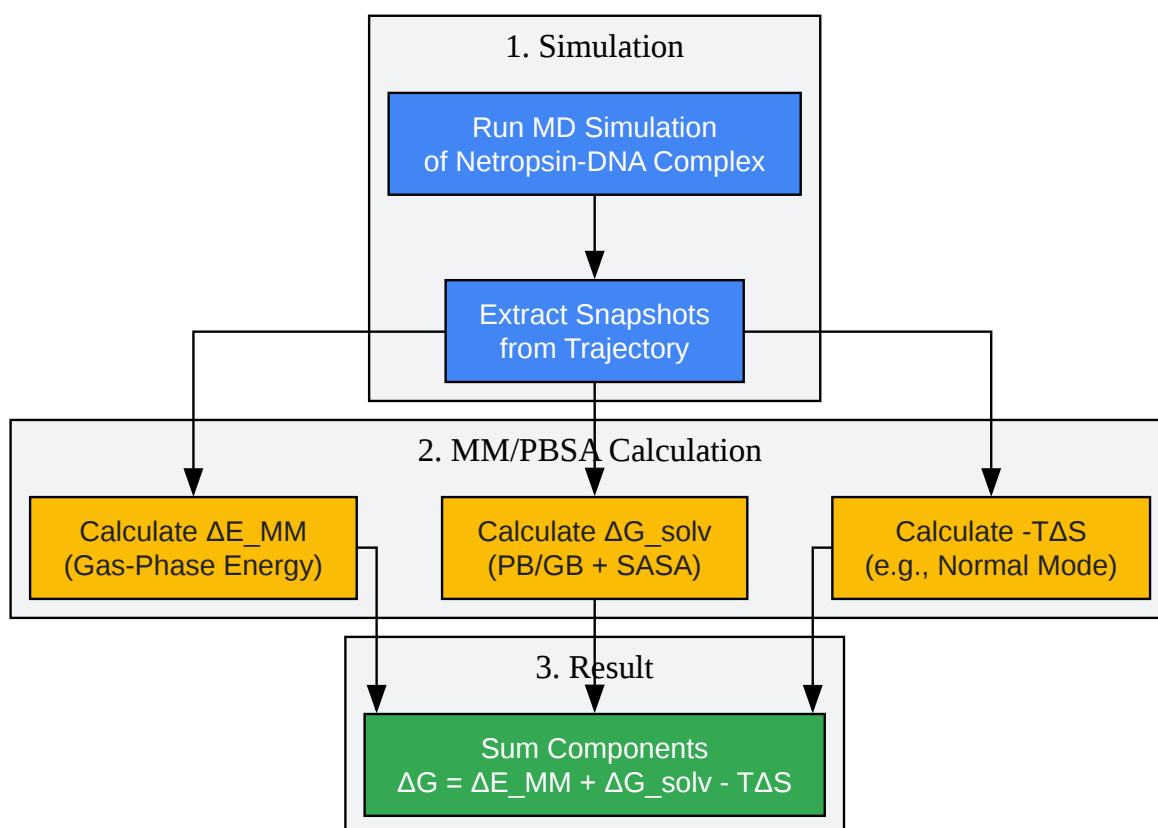 1. Simulation
Run MD Simulation
of Netropsin-DNA Complex
Extract Snapshots
from Trajectory
2. MM/PBSA Calculation
Calculate ΔE_MM
(Gas-Phase Energy)
Calculate ΔG_solv
(PB/GB + SASA)
Calculate -TΔS
(e.g., Normal Mode)
3. Result
Sum Components
ΔG = ΔE_MM + ΔG_solv - TΔS